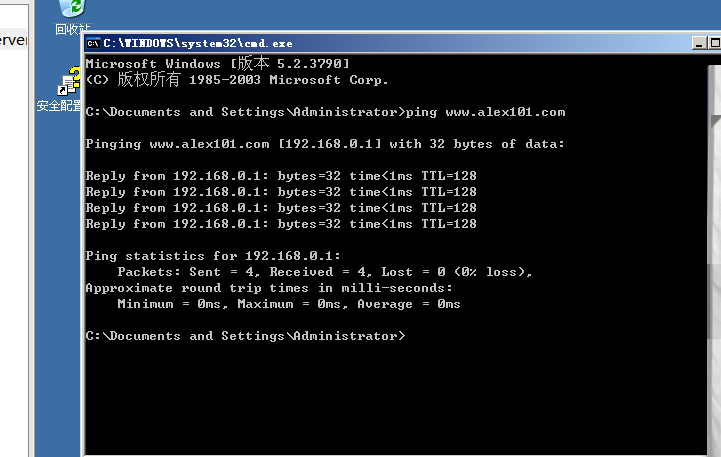 回收站
erver
安全配置
C:\WINDOWS\system32\cmd.exe
Microsoft Windows [版本 5.2.3790]
(C) 版权所有 1985-2003 Microsoft Corp.
C:\Documents and Settings\Administrator>ping www.alex101.com
Pinging www.alex101.com [192.168.0.1] with 32 bytes of data:
Reply from 192.168.0.1: bytes=32 time<1ms TTL=128
Reply from 192.168.0.1: bytes=32 time<1ms TTL=128
Reply from 192.168.0.1: bytes=32 time<1ms TTL=128
Reply from 192.168.0.1: bytes=32 time<1ms TTL=128
Ping statistics for 192.168.0.1:
Packets: Sent = 4, Received = 4, Lost = 0 (0% loss),
Approximate round trip times in milli-seconds:
Minimum = 0ms, Maximum = 0ms, Average = 0ms
C:\Documents and Settings\Administrator>